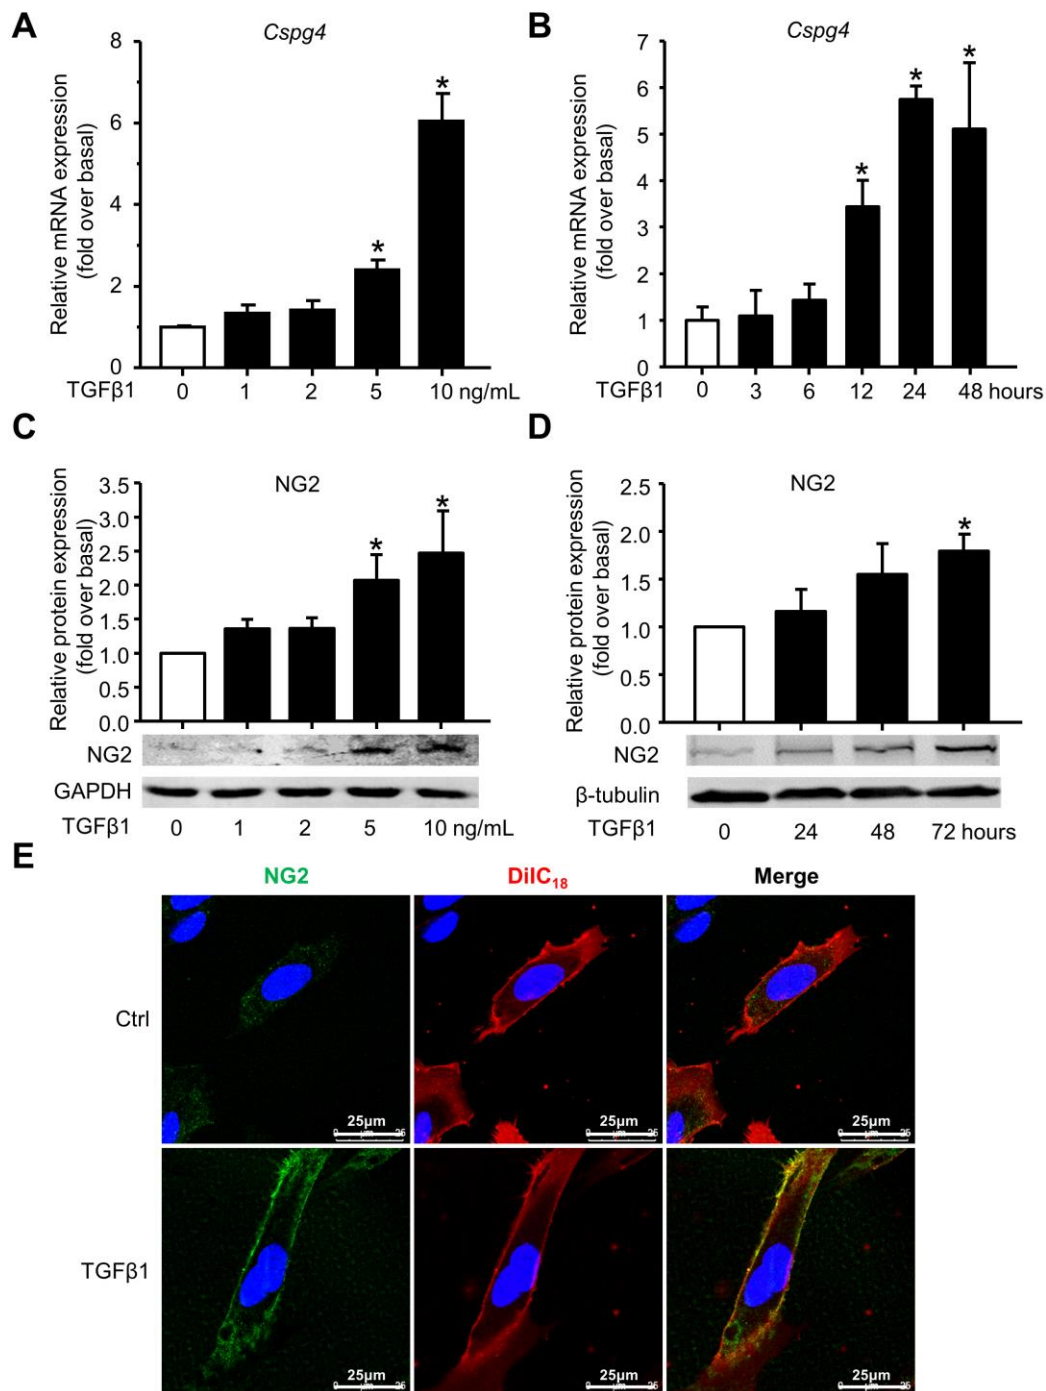 A
Cspg4
Relative mRNA expression
(fold over basal)
8
6
4
2
0
TGFβ1 0 1 2 5 10 ng/mL
B
Cspg4
Relative mRNA expression
(fold over basal)
7
6
5
4
3
2
1
0
* * * * *
TGFβ1 0 3 6 12 24 48 hours
C
NG2
Relative protein expression
(fold over basal)
3.5
3.0
2.5
2.0
1.5
1.0
0.5
0.0
* *
NG2
GAPDH
TGFβ1 0 1 2 5 10 ng/mL
D
NG2
Relative protein expression
(fold over basal)
2.5
2.0
1.5
1.0
0.5
0.0
*
NG2
β-tubulin
TGFβ1 0 24 48 72 hours
E
NG2 DiIC18 Merge
Ctrl
25μm 25μm 25μm
TGFβ1
25μm 25μm 25μm